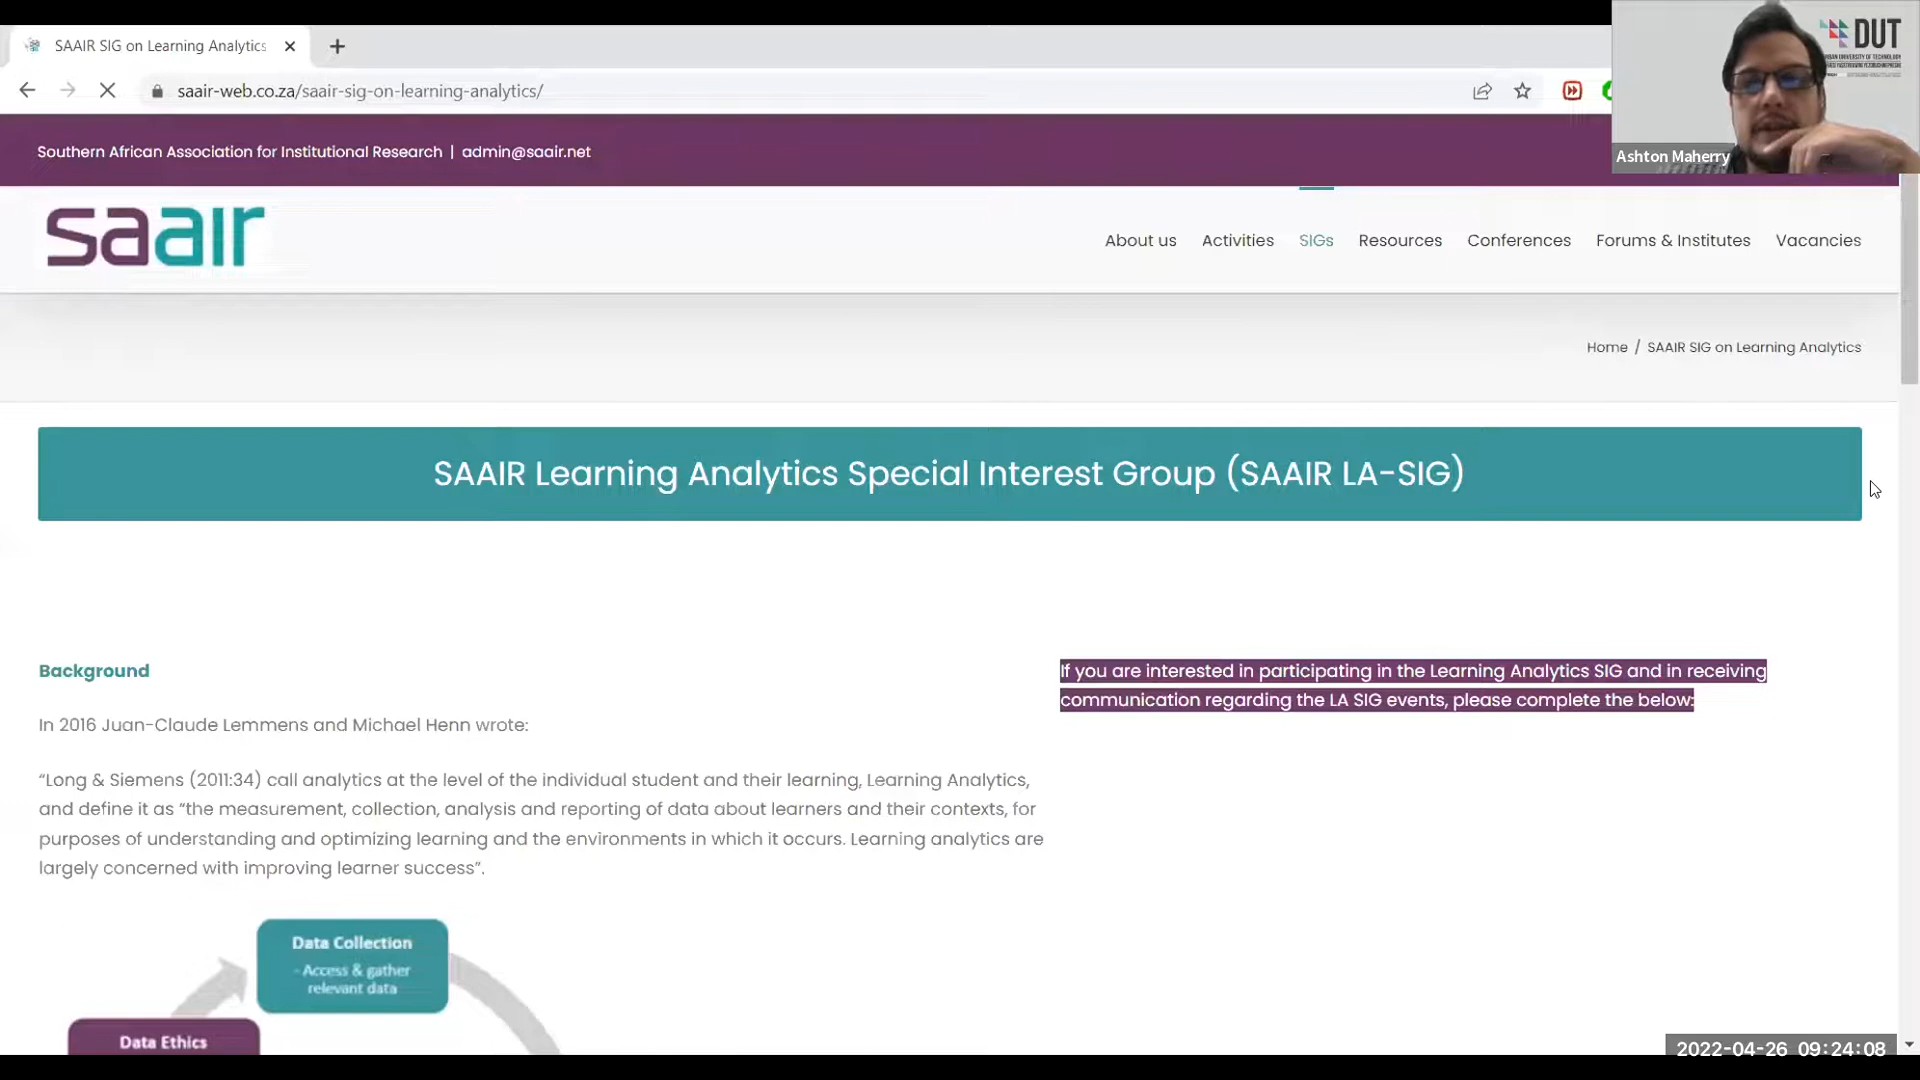 SAAIR SIG on Learning Analytics
saair-web.co.za/saair-sig-on-learning-analytics/
DUT
Ashton Maherry
Southern African Association for Institutional Research | admin@saair.net
saair
About us
Activities
SIGs
Resources
Conferences
Forums & Institutes
Vacancies
Home / SAAIR SIG on Learning Analytics
SAAIR Learning Analytics Special Interest Group (SAAIR LA-SIG)
Background
In 2016 Juan-Claude Lemmens and Michael Henn wrote:
“Long & Siemens (2011:34) call analytics at the level of the individual student and their learning, Learning Analytics,
and define it as “the measurement, collection, analysis and reporting of data about learners and their contexts, for
purposes of understanding and optimizing learning and the environments in which it occurs. Learning analytics are
largely concerned with improving learner success”.
If you are interested in participating in the Learning Analytics SIG and in receiving
communication regarding the LA SIG events, please complete the below:
Data Collection
- Access & gather
relevant data
Data Ethics
2022-04-26 09:24:08